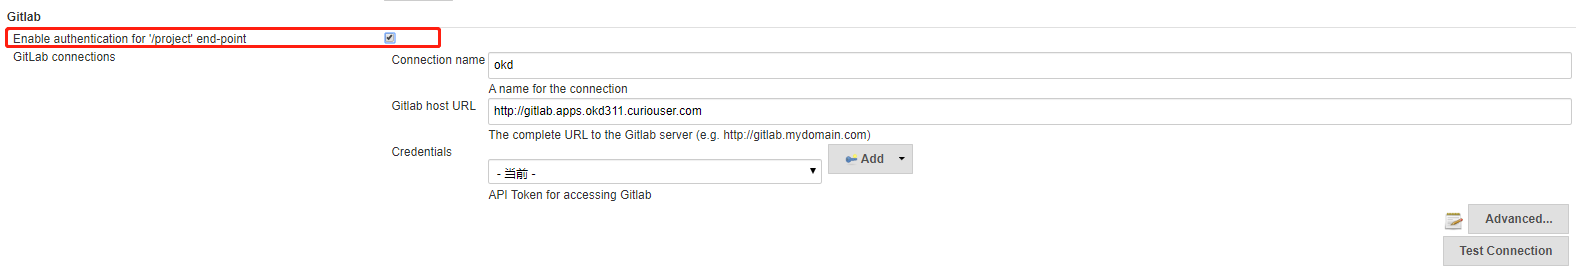 Gitlab
Enable authentication for '/project' end-point
GitLab connections
Connection name
okd
A name for the connection
Gitlab host URL
http://gitlab.apps.okd311.curiouser.com
The complete URL to the Gitlab server (e.g. http://gitlab.mydomain.com)
Credentials
- 当前 -
Add
API Token for accessing Gitlab
Advanced...
Test Connection